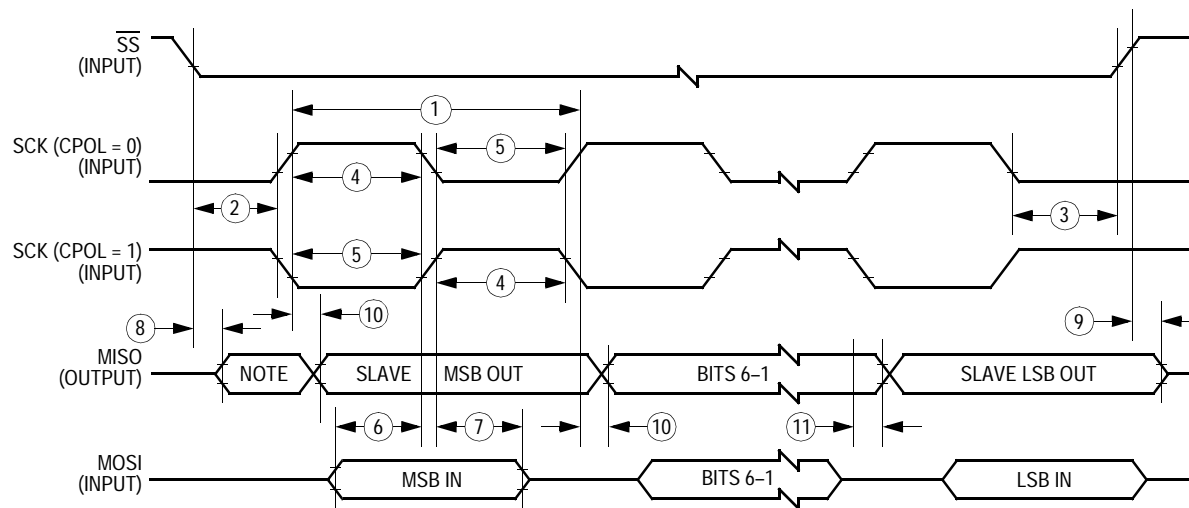 SS
(INPUT)
1
SCK (CPOL = 0)
(INPUT)
5
4
2
3
SCK (CPOL = 1)
(INPUT)
5
4
8
10
9
MISO
(OUTPUT)
NOTE
SLAVE
MSB OUT
BITS 6–1
SLAVE LSB OUT
6
7
10
11
MOSI
(INPUT)
MSB IN
BITS 6–1
LSB IN